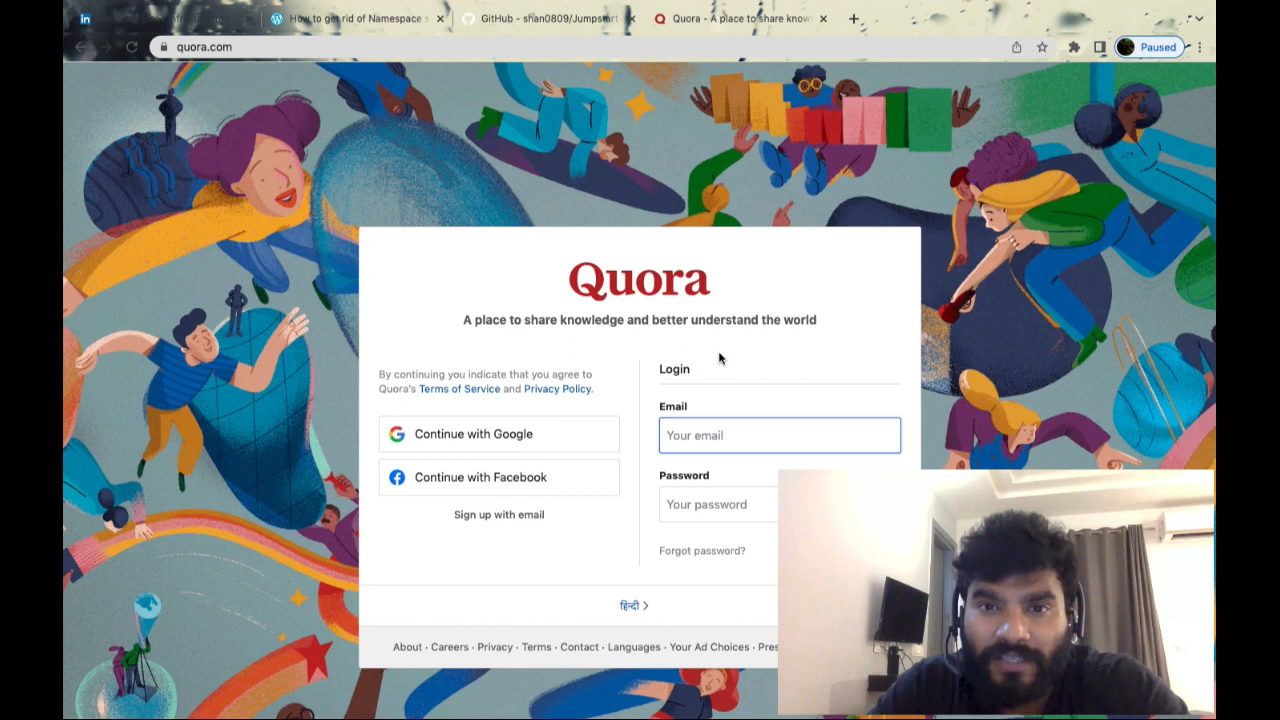 How to get rid of Namespace
GitHub - shan0809/Jumpstart
Quora - A place to share know
quora.com
Paused
Quora
A place to share knowledge and better understand the world
By continuing you indicate that you agree to
Quora's Terms of Service and Privacy Policy.
Continue with Google
Continue with Facebook
Sign up with email
Login
Email
Your email
Password
Your password
Forgot password?
हिन्दी
About · Careers · Privacy · Terms · Contact · Languages · Your Ad Choices · Pres